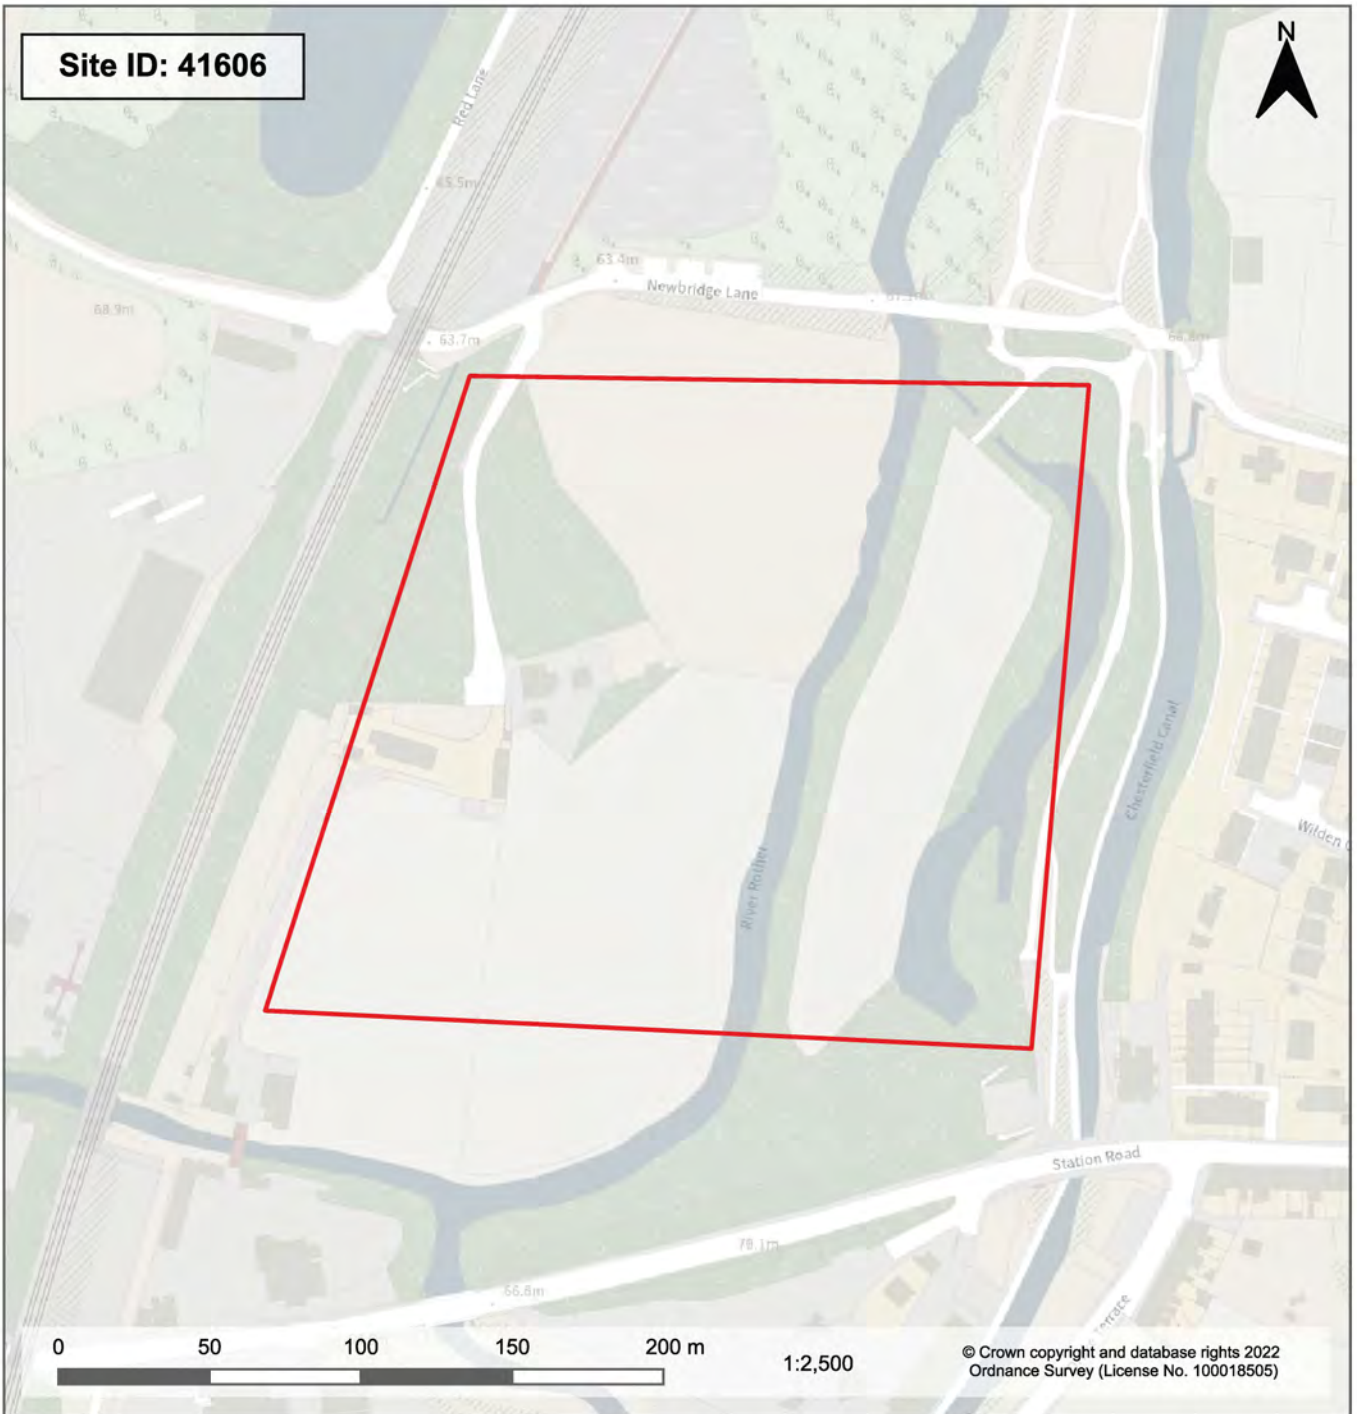 Site ID: 41606
N
Red Lane
65.5m
63.4m
Newbridge Lane
68.9m
63.7m
Chesterfield Canal
Wilden
River Rother
Station Road
70.1m
66.8m
0 50 100 150 200 m
1:2,500
© Crown copyright and database rights 2022
Ordnance Survey (License No. 100018505)